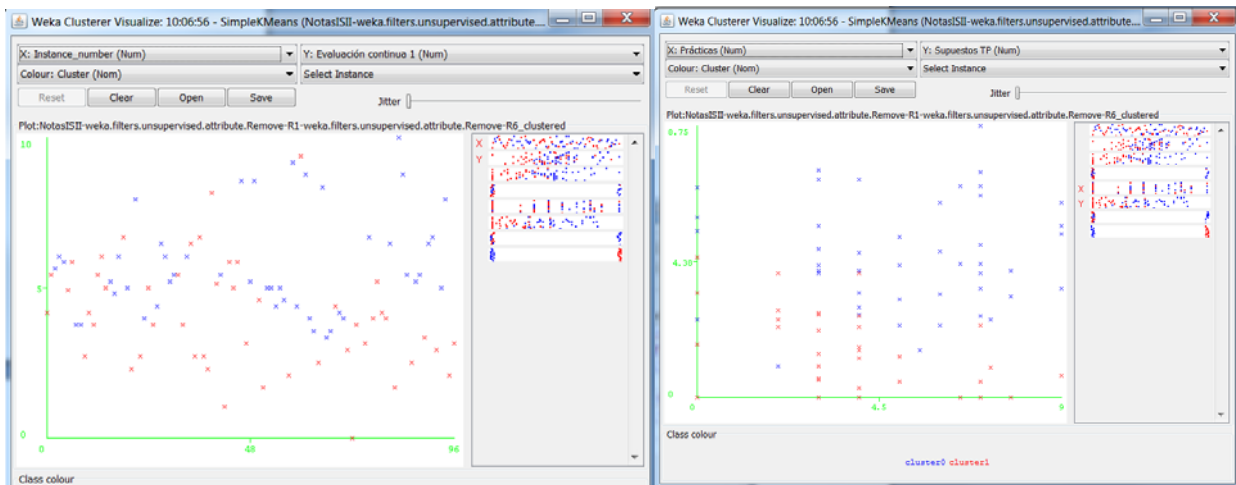 Weka Clusterer Visualize: 10:06:56 - SimpleKMeans (NotasISII-weka.filters.unsupervised.attribute....
X: Instance_number (Num)
Y: Evaluación continua 1 (Num)
Colour: Cluster (Nom)
Select Instance
Reset
Clear
Open
Save
Jitter
Plot:NotasISII-weka.filters.unsupervised.attribute.Remove-R1-weka.filters.unsupervised.attribute.Remove-R6_clustered
10
5
0
0
48
96
X
Y
Class colour
Weka Clusterer Visualize: 10:06:56 - SimpleKMeans (NotasISII-weka.filters.unsupervised.attribute....
X: Prácticas (Num)
Y: Supuestos TP (Num)
Colour: Cluster (Nom)
Select Instance
Reset
Clear
Open
Save
Jitter
Plot:NotasISII-weka.filters.unsupervised.attribute.Remove-R1-weka.filters.unsupervised.attribute.Remove-R6_clustered
0
0
4.5
9
X
Y
Class colour
cluster0 cluster1